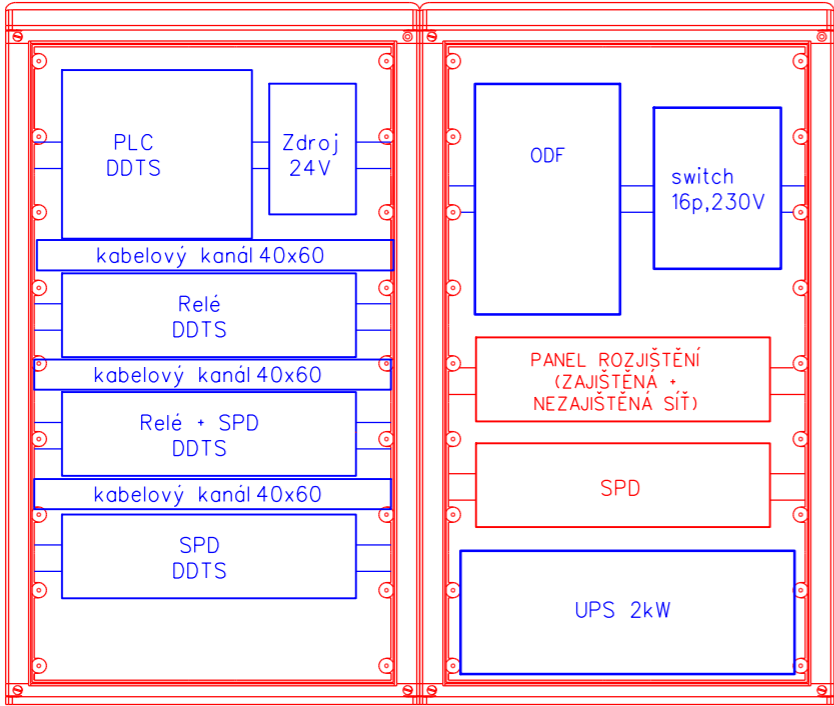 PLC
DDTS
Zdroj
24V
kabelový kanál 40x60
Relé
DDTS
kabelový kanál 40x60
Relé + SPD
DDTS
kabelový kanál 40x60
SPD
DDTS
ODF
switch
16p,230V
PANEL ROZJIŠTĚNÍ
(ZAJIŠTĚNÁ +
NEZAJIŠTĚNÁ SÍŤ)
SPD
UPS 2kW